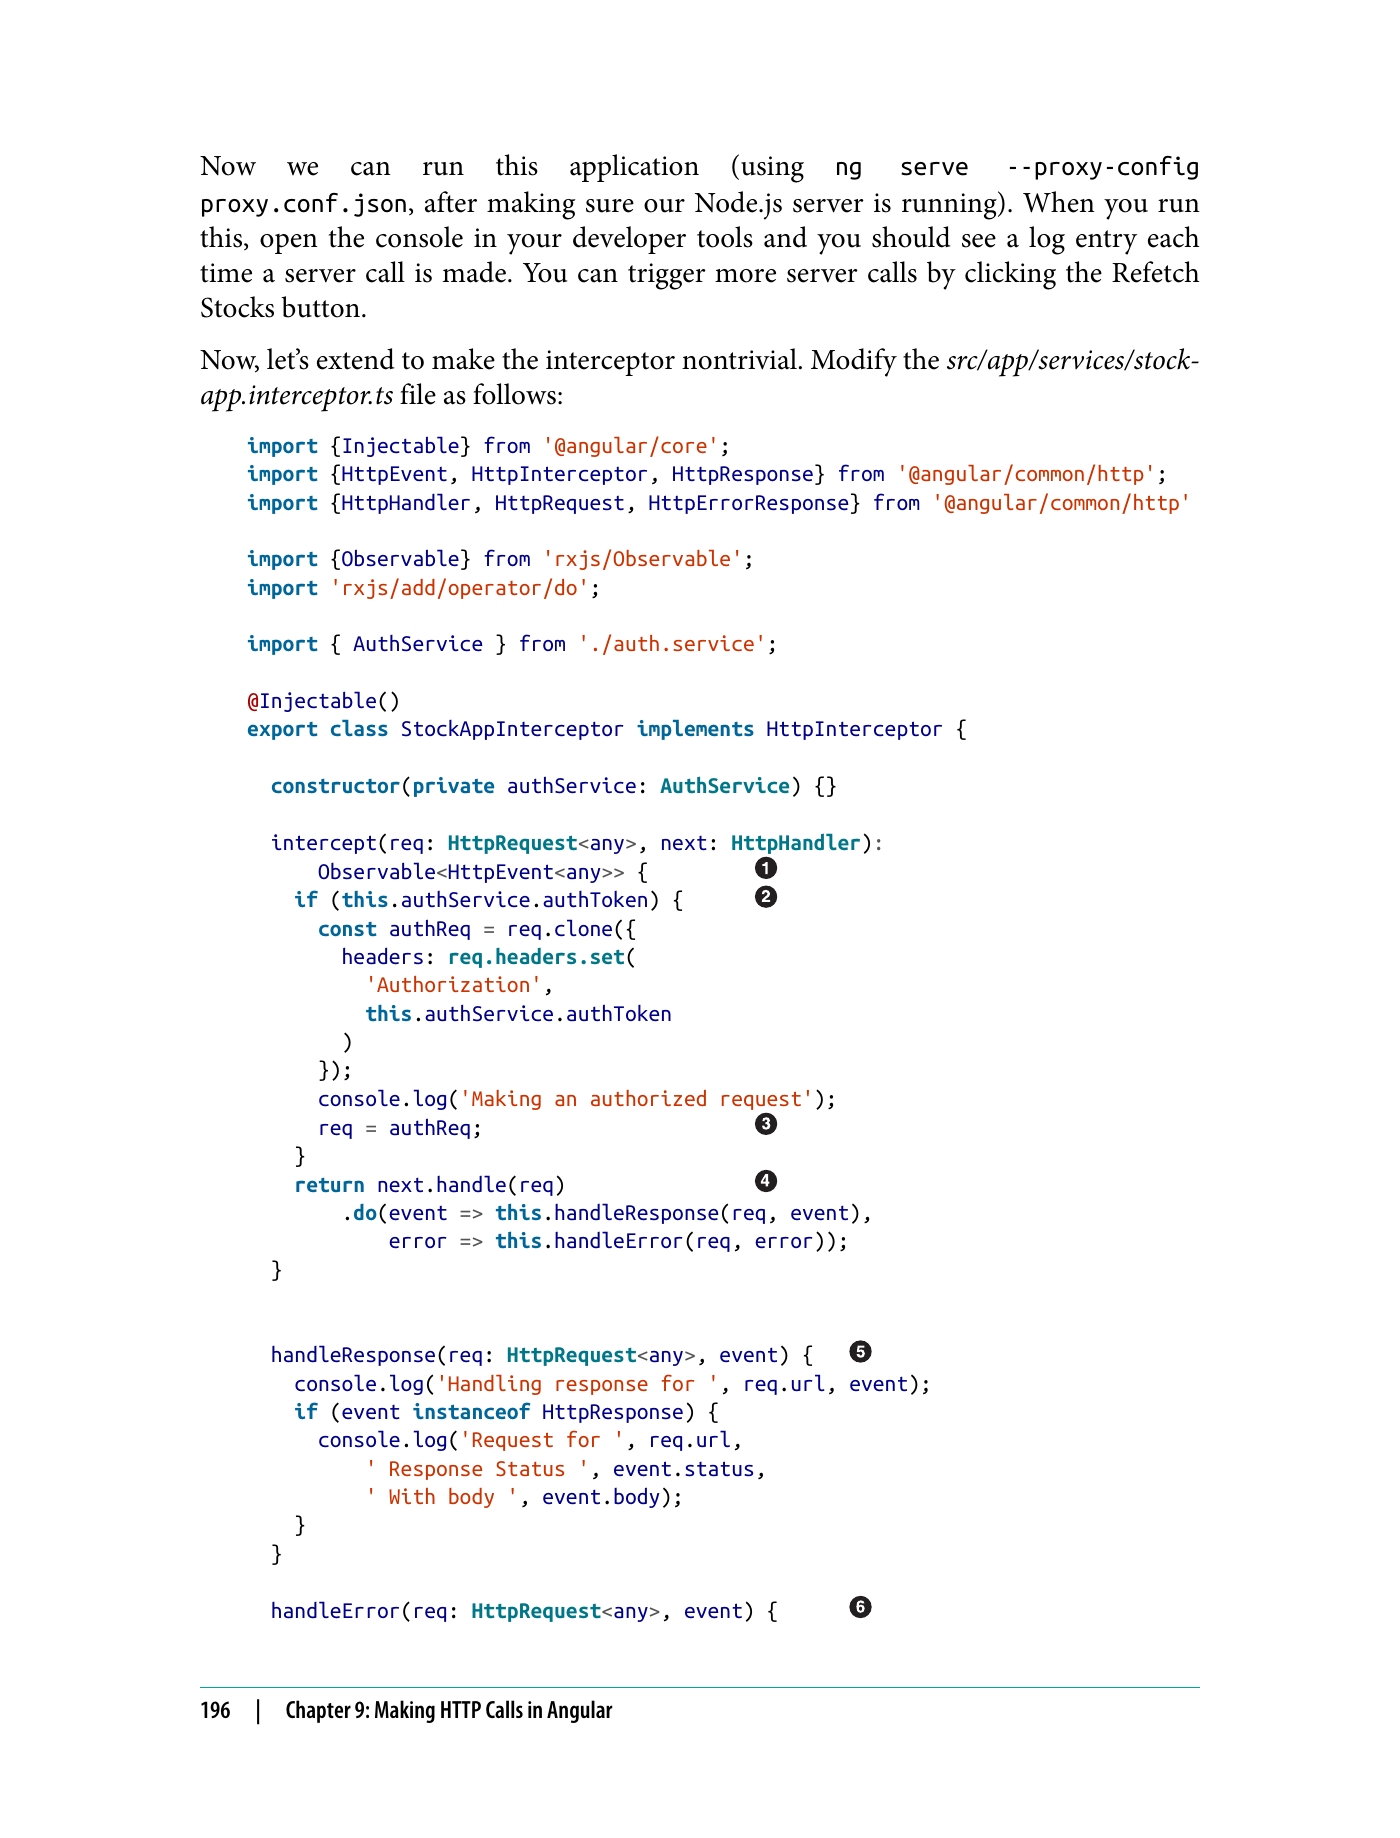 Now we can run this application (using ng serve --proxy-config
proxy.conf.json, after making sure our Node.js server is running). When you run
this, open the console in your developer tools and you should see a log entry each
time a server call is made. You can trigger more server calls by clicking the Refetch
Stocks button.
Now, let’s extend to make the interceptor nontrivial. Modify the src/app/services/stock-
app.interceptor.ts file as follows:
import {Injectable} from '@angular/core';
import {HttpEvent, HttpInterceptor, HttpResponse} from '@angular/common/http';
import {HttpHandler, HttpRequest, HttpErrorResponse} from '@angular/common/http'
import {Observable} from 'rxjs/Observable';
import 'rxjs/add/operator/do';
import { AuthService } from './auth.service';
@Injectable()
export class StockAppInterceptor implements HttpInterceptor {
constructor(private authService: AuthService) {}
intercept(req: HttpRequest<any>, next: HttpHandler):
Observable<HttpEvent<any>> { ❶
if (this.authService.authToken) { ❷
const authReq = req.clone({
headers: req.headers.set(
'Authorization',
this.authService.authToken
)
});
console.log('Making an authorized request');
req = authReq; ❸
}
return next.handle(req) ❹
.do(event => this.handleResponse(req, event),
error => this.handleError(req, error));
}
handleResponse(req: HttpRequest<any>, event) { ❺
console.log('Handling response for ', req.url, event);
if (event instanceof HttpResponse) {
console.log('Request for ', req.url,
' Response Status ', event.status,
' With body ', event.body);
}
}
handleError(req: HttpRequest<any>, event) { ❻
196 | Chapter 9: Making HTTP Calls in Angular